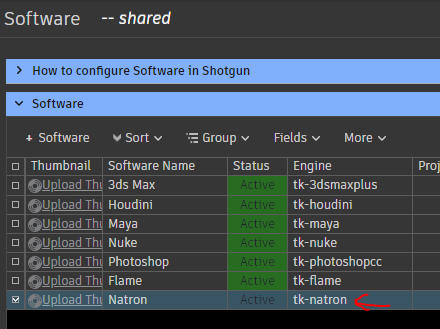 Software -- shared
How to configure Software in Shotgun
Software
+ Software Sort Group Fields More
Thumbnail Software Name Status Engine Proj
Upload Thu 3ds Max Active tk-3dsmaxplus
Upload Thu Houdini Active tk-houdini
Upload Thu Maya Active tk-maya
Upload Thu Nuke Active tk-nuke
Upload Thu Photoshop Active tk-photoshopcc
Upload Thu Flame Active tk-flame
Upload Thu Natron Active tk-natron